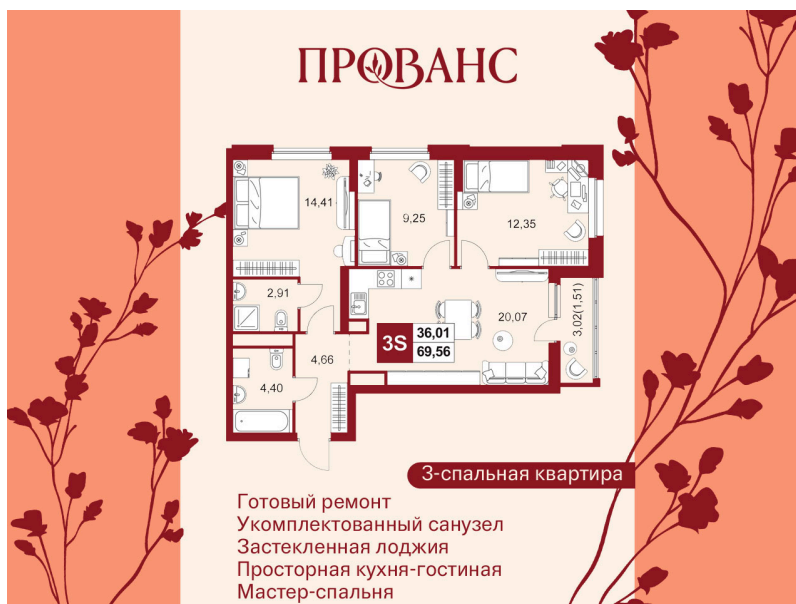 ПРОВАНС
14,41
9,25
12,35
2,91
20,07
3,02(1,51)
3S
36,01
69,56
4,66
4,40
3-спальная квартира
Готовый ремонт
Укомплектованный санузел
Застекленная лоджия
Просторная кухня-гостиная
Мастер-спальня